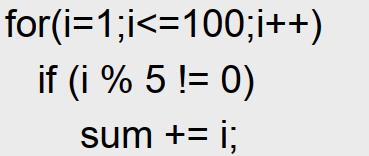 for(i=1;i<=100;i++)
if (i % 5 != 0)
sum += i;